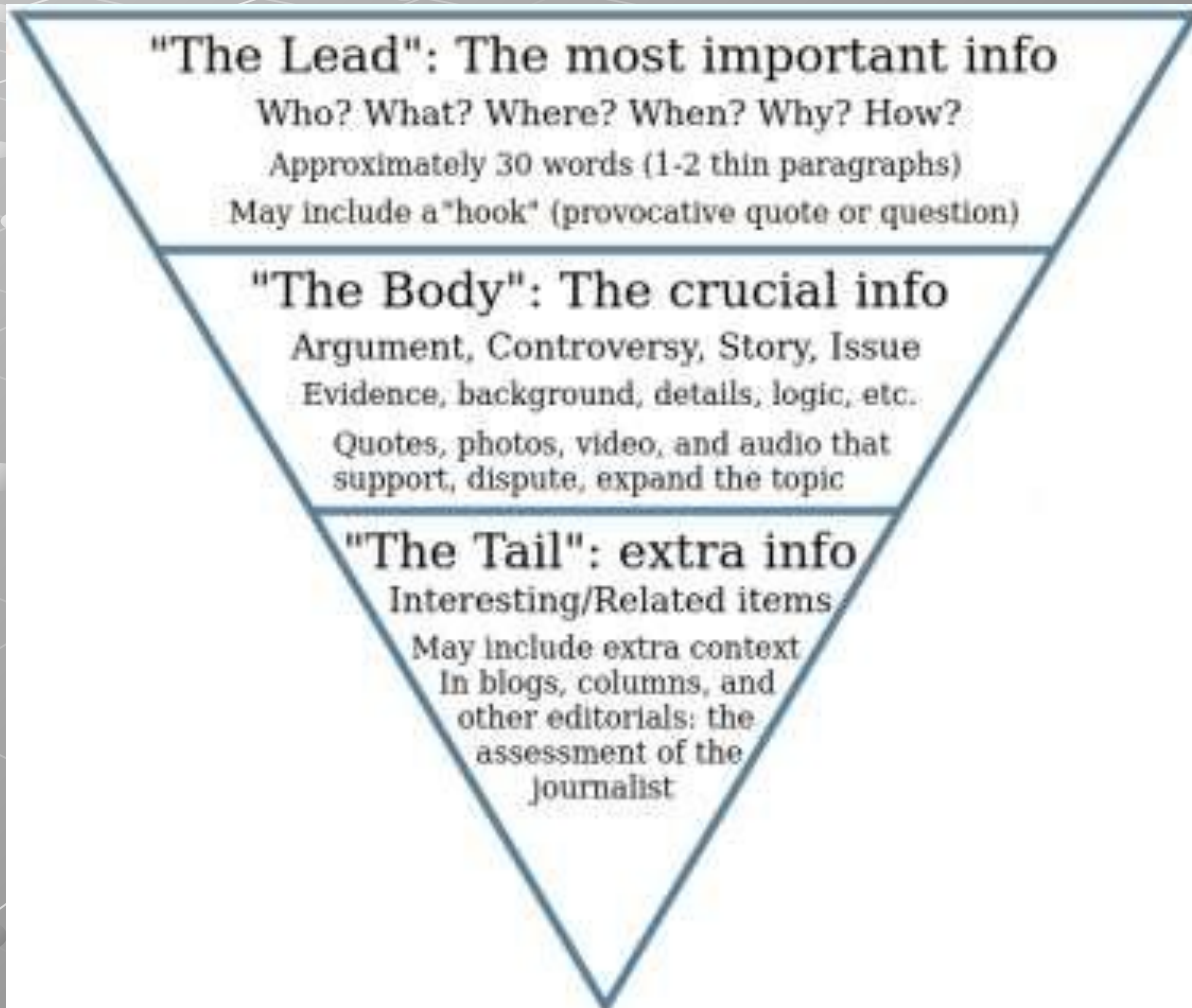 "The Lead": The most important info
Who? What? Where? When? Why? How?
Approximately 30 words (1-2 thin paragraphs)
May include a"hook" (provocative quote or question)
"The Body": The crucial info
Argument, Controversy, Story, Issue
Evidence, background, details, logic, etc.
Quotes, photos, video, and audio that
support, dispute, expand the topic
"The Tail": extra info
Interesting/Related items
May include extra context
In blogs, columns, and
other editorials: the
assessment of the
journalist